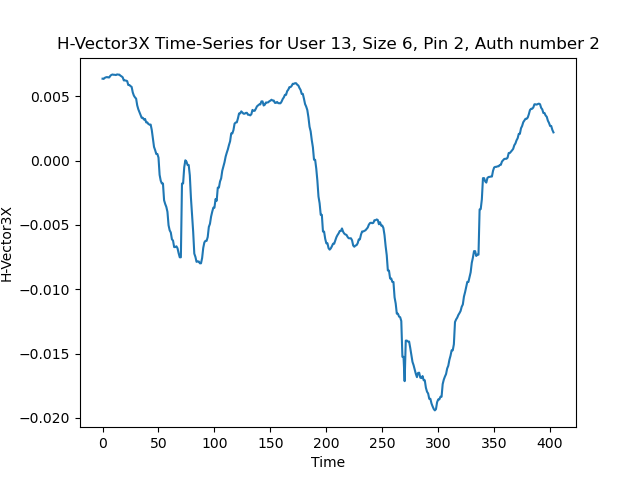 H-Vector3X Time-Series for User 13, Size 6, Pin 2, Auth number 2
H-Vector3X
0.005
0.000
−0.005
−0.010
−0.015
−0.020
0 50 100 150 200 250 300 350 400
Time